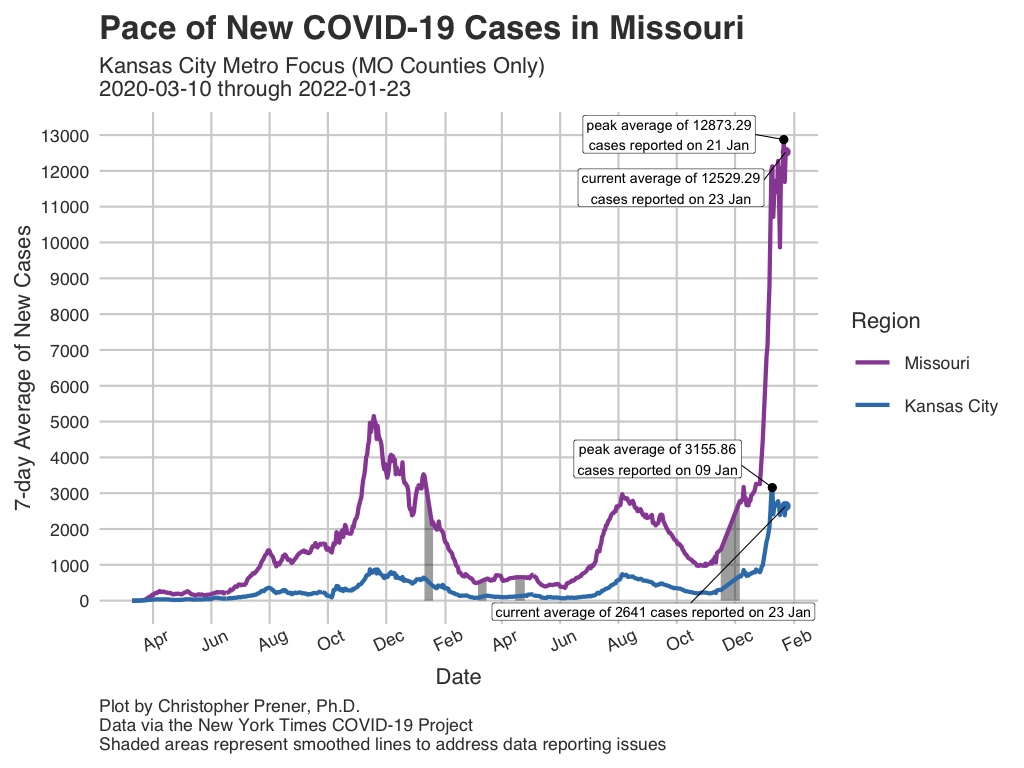 Pace of New COVID-19 Cases in Missouri
Kansas City Metro Focus (MO Counties Only)
2020-03-10 through 2022-01-23
7-day Average of New Cases
13000
12000
11000
10000
9000
8000
7000
6000
5000
4000
3000
2000
1000
0
peak average of 12873.29
cases reported on 21 Jan
current average of 12529.29
cases reported on 23 Jan
peak average of 3155.86
cases reported on 09 Jan
current average of 2641 cases reported on 23 Jan
Apr Jun Aug Oct Dec Feb Apr Jun Aug Oct Dec Feb
Date
Region
Missouri
Kansas City
Plot by Christopher Prener, Ph.D.
Data via the New York Times COVID-19 Project
Shaded areas represent smoothed lines to address data reporting issues